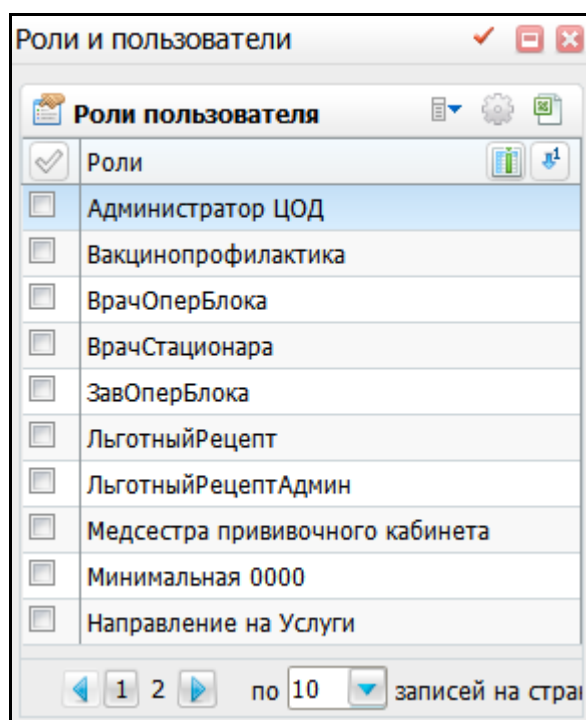 Роли и пользователи
Роли пользователя
Роли
1
Администратор ЦОД
Вакцинопрофилактика
ВрачОперБлока
ВрачСтационара
ЗавОперБлока
ЛьготныйРецепт
ЛьготныйРецептАдмин
Медсестра прививочного кабинета
Минимальная 0000
Направление на Услуги
1 2 по 10 записей на стра